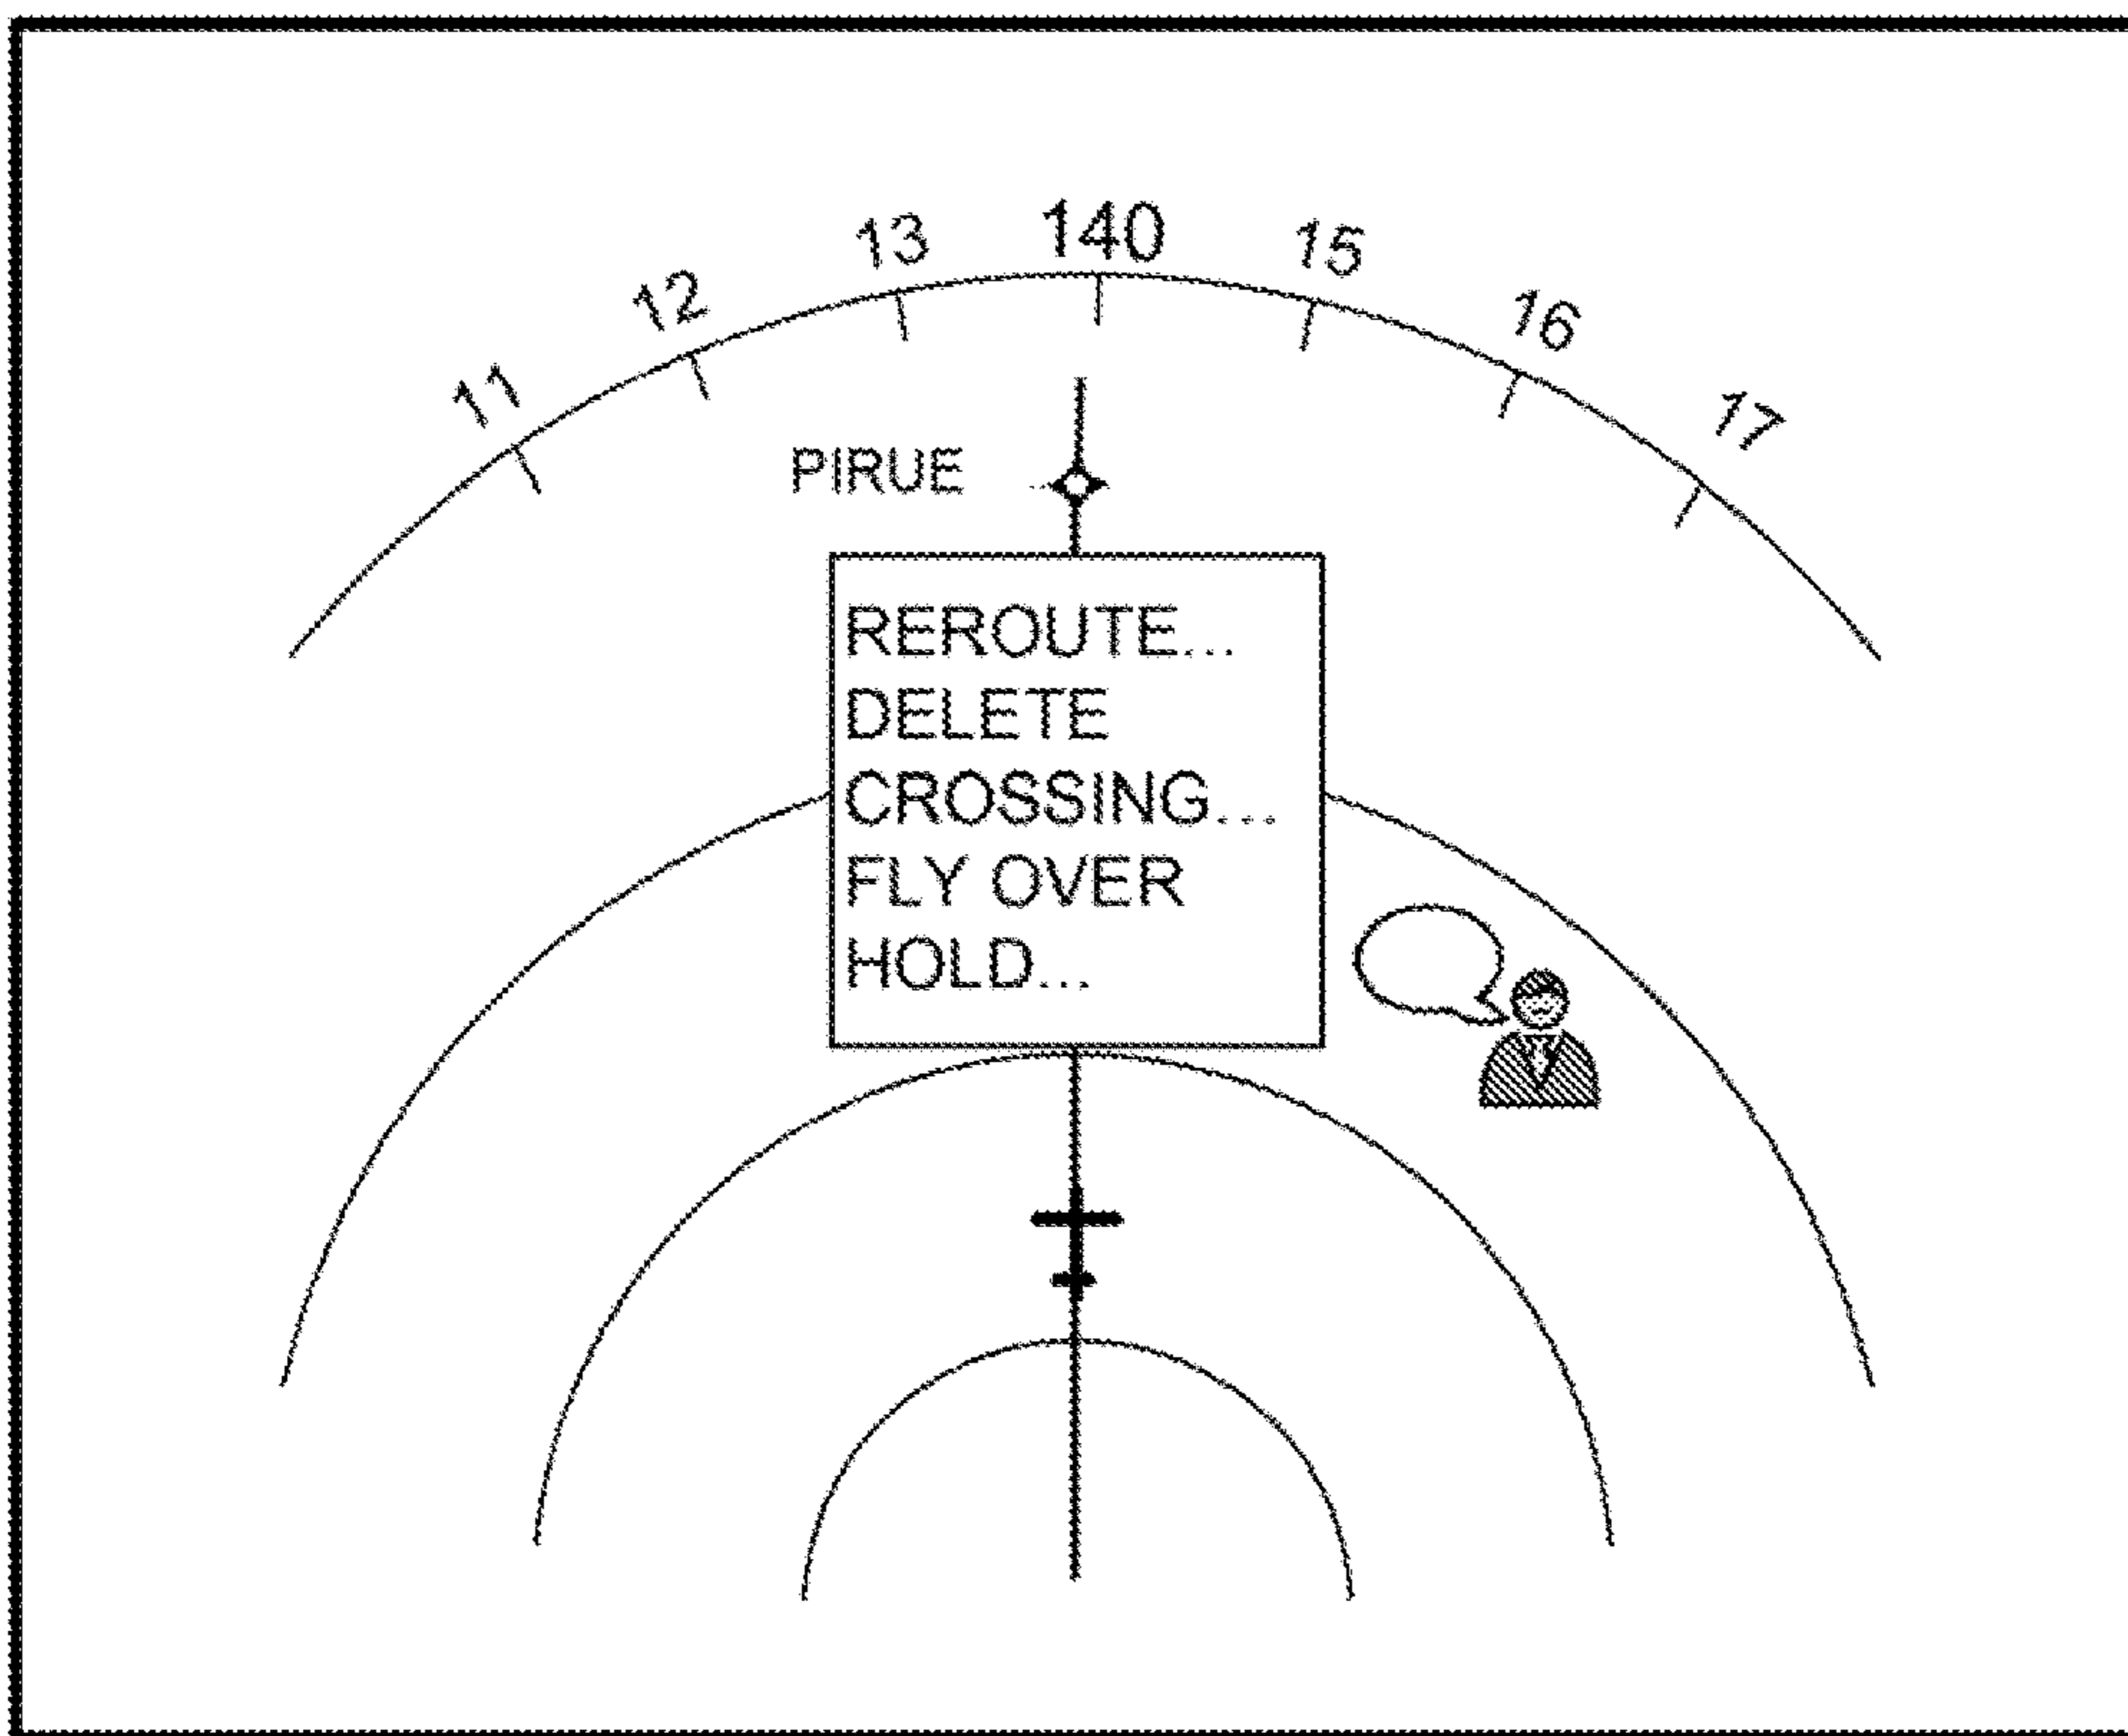 11
12
13
140
15
16
17
PIRUE
REROUTE...
DELETE
CROSSING...
FLY OVER
HOLD...